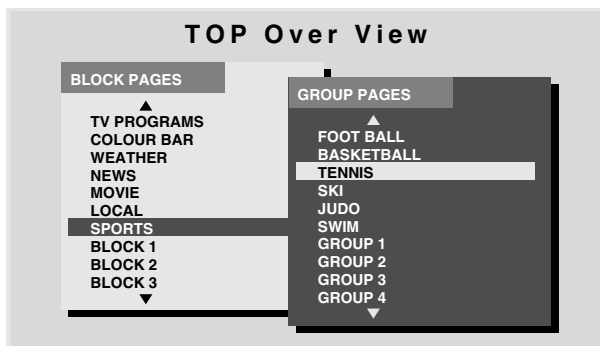 TOP Over View
BLOCK PAGES
TV PROGRAMS
COLOUR BAR
WEATHER
NEWS
MOVIE
LOCAL
SPORTS
BLOCK 1
BLOCK 2
BLOCK 3
GROUP PAGES
FOOT BALL
BASKETBALL
TENNIS
SKI
JUDO
SWIM
GROUP 1
GROUP 2
GROUP 3
GROUP 4